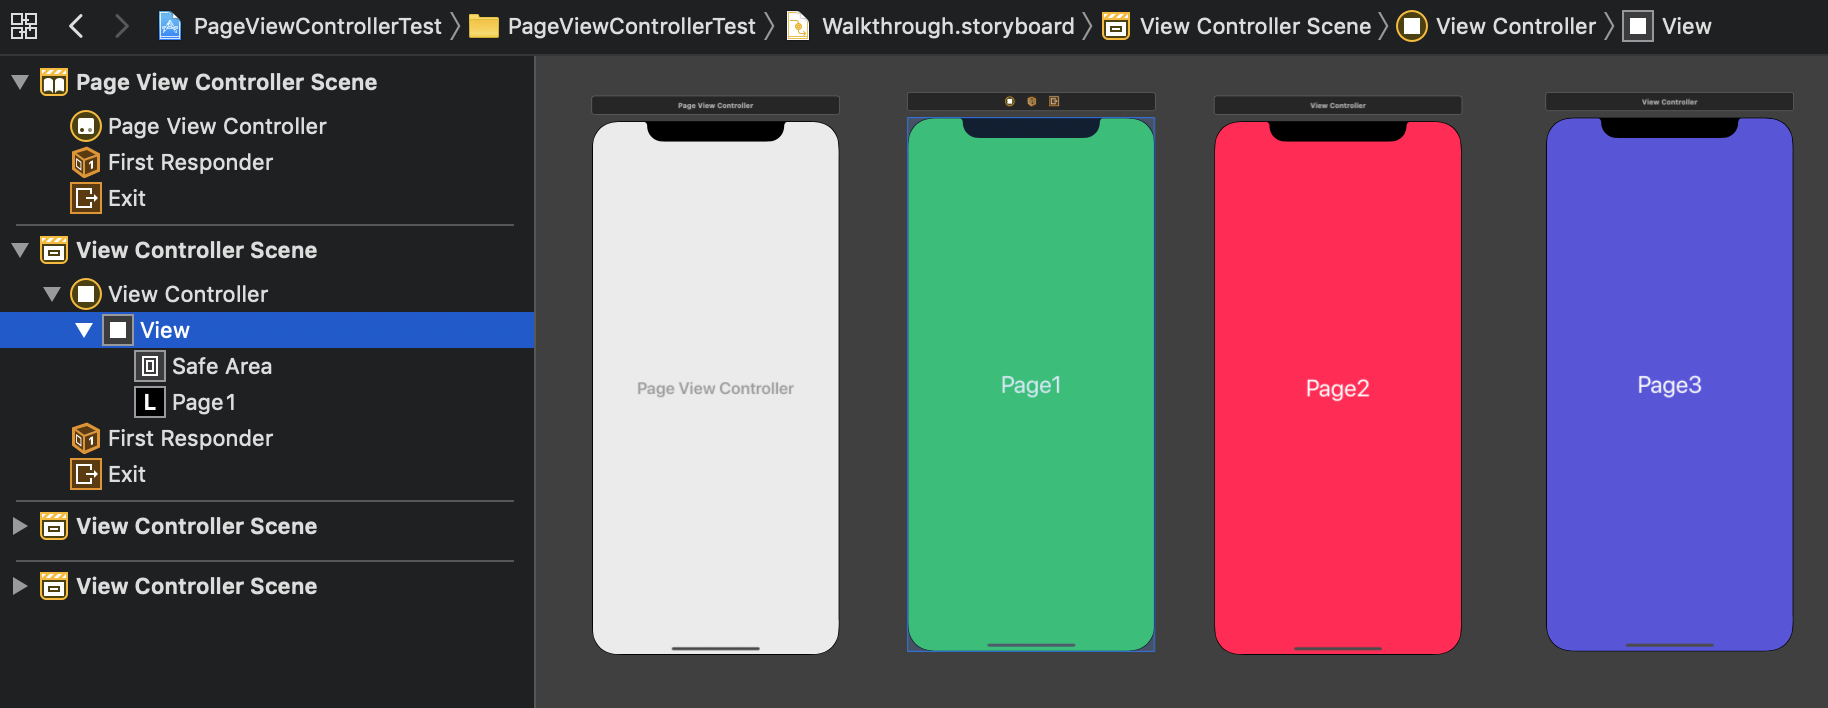 PageViewControllerTest PageViewControllerTest Walkthrough.storyboard View Controller Scene View Controller View
Page View Controller Scene
Page View Controller
First Responder
Exit
View Controller Scene
View Controller
View
Safe Area
L Page1
First Responder
Exit
View Controller Scene
View Controller Scene
Page View Controller
Page View Controller
Page1
View Controller
Page2
View Controller
Page3